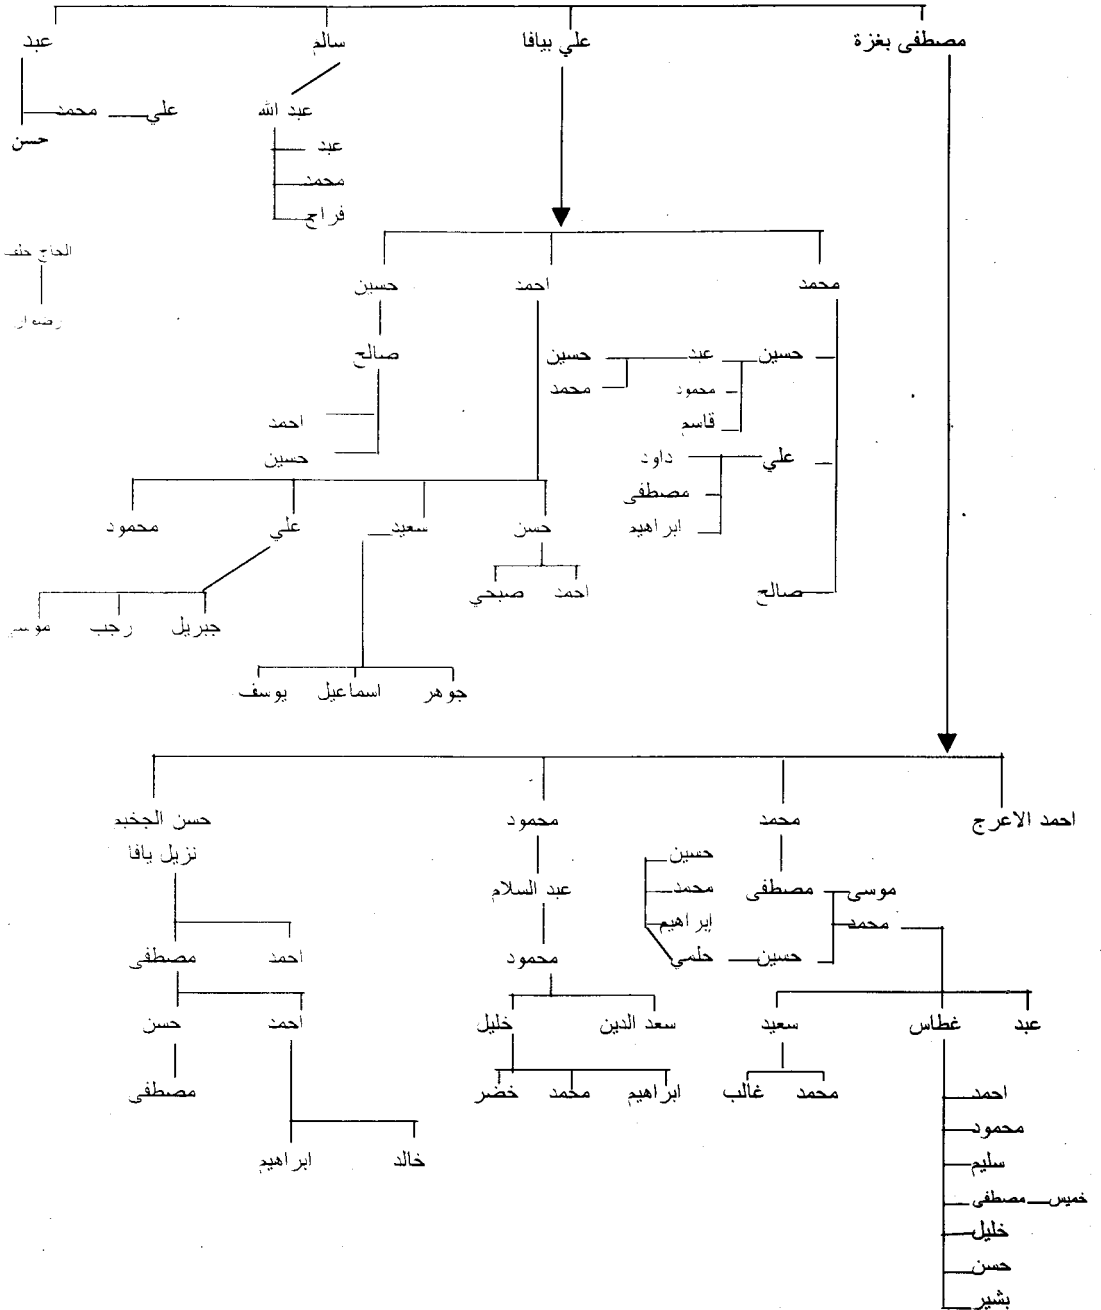 مصطفى بغزة علي بيافا سالم عبد
عبد الله علي محمد
حسن
عبد
محمد
فراج
الحاج خلف
محمد احمد حسين
حسين عبد حسين صالح
محمود محمد
قاسم احمد
علي داود حسين
مصطفى
ابراهيم حسن سعيد علي محمود
صالح احمد صبحي
جبريل رجب موسى
جوهر اسماعيل يوسف
احمد الاعرج محمد محمود حسن
حسين نزيل يافا
موسى مصطفى محمد عبد السلام
محمد ابراهيم
حسين حلمي محمود احمد مصطفى
عبد غطاس سعيد سعد الدين خليل احمد حسن
احمد محمد غالب ابراهيم محمد خضر مصطفى
محمود
سليم خالد ابراهيم
خميس مصطفى
خليل
حسن
بشير